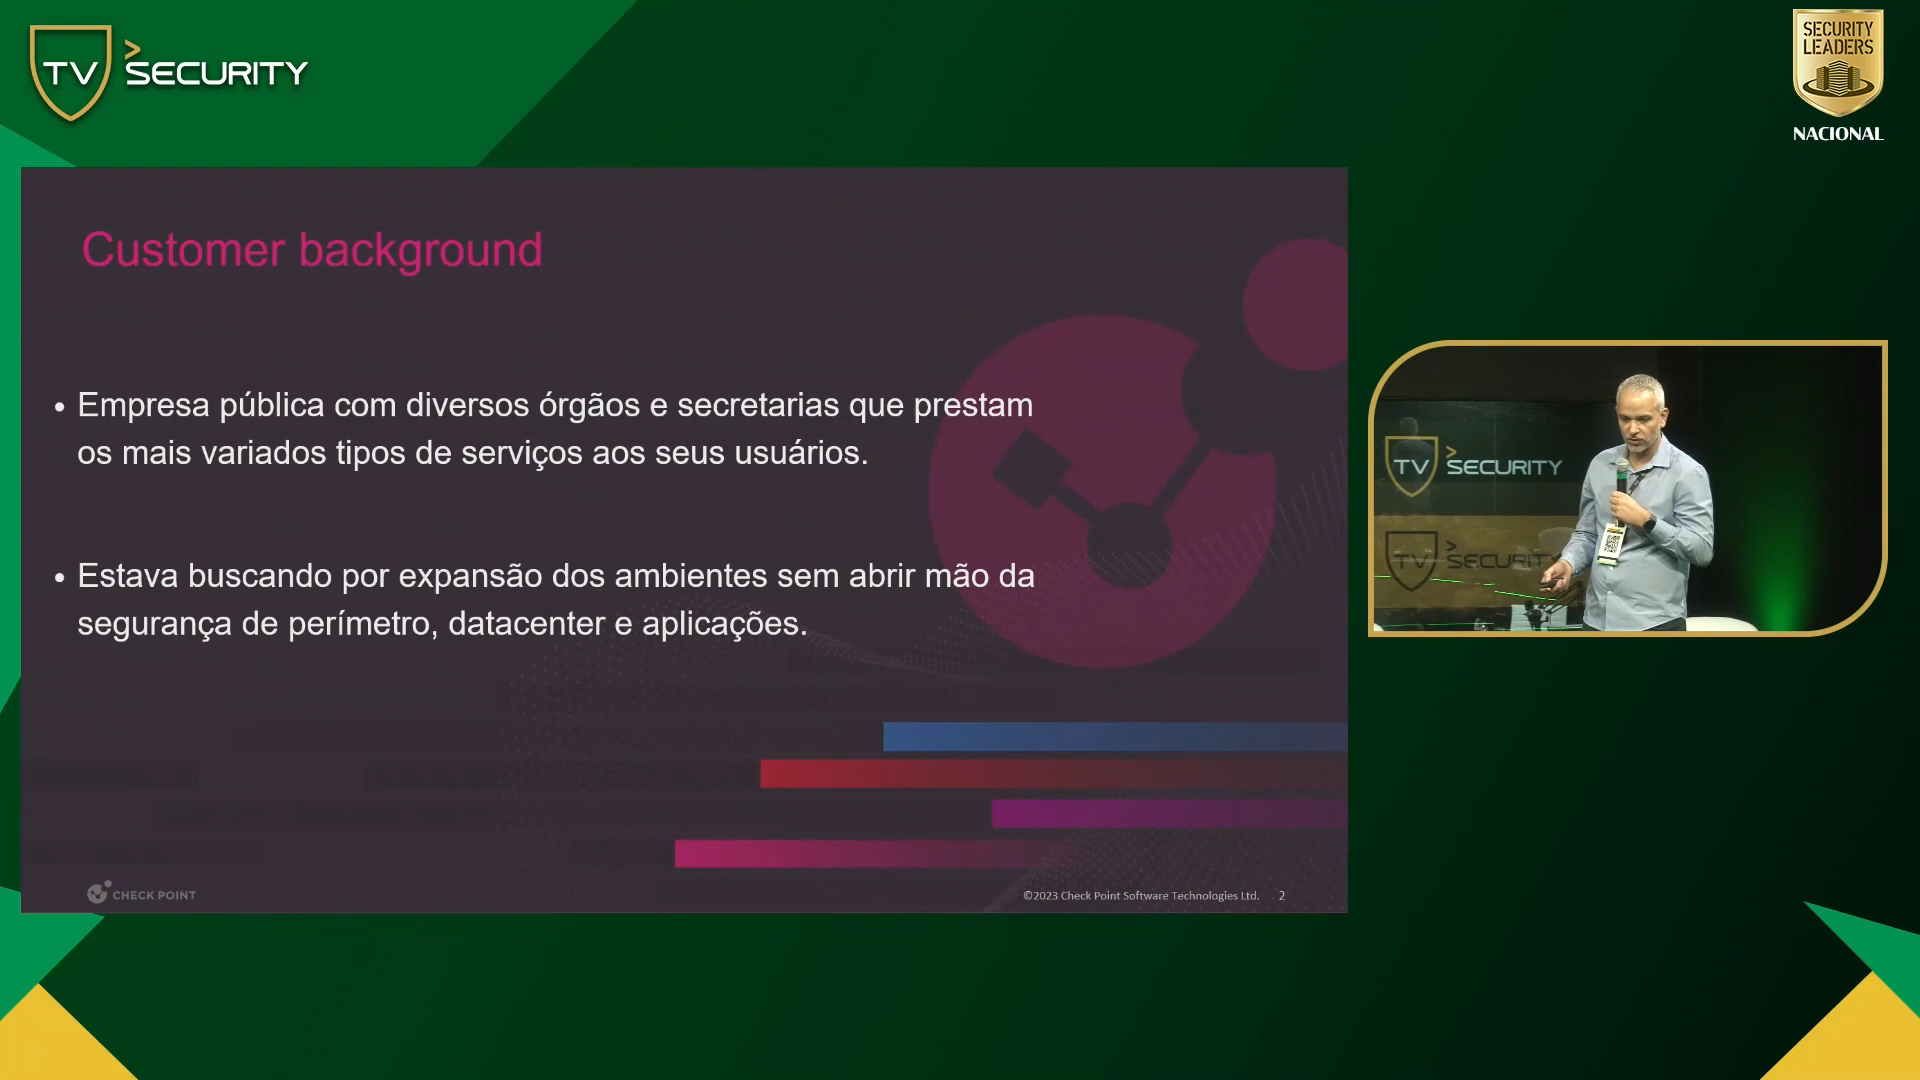 TV > SECURITY
SECURITY
LEADERS
NACIONAL
Customer background
• Empresa pública com diversos órgãos e secretarias que prestam
os mais variados tipos de serviços aos seus usuários.
• Estava buscando por expansão dos ambientes sem abrir mão da
segurança de perímetro, datacenter e aplicações.
CHECK POINT
©2023 Check Point Software Technologies Ltd. 2
TV > SECURITY
TV > SECURITY